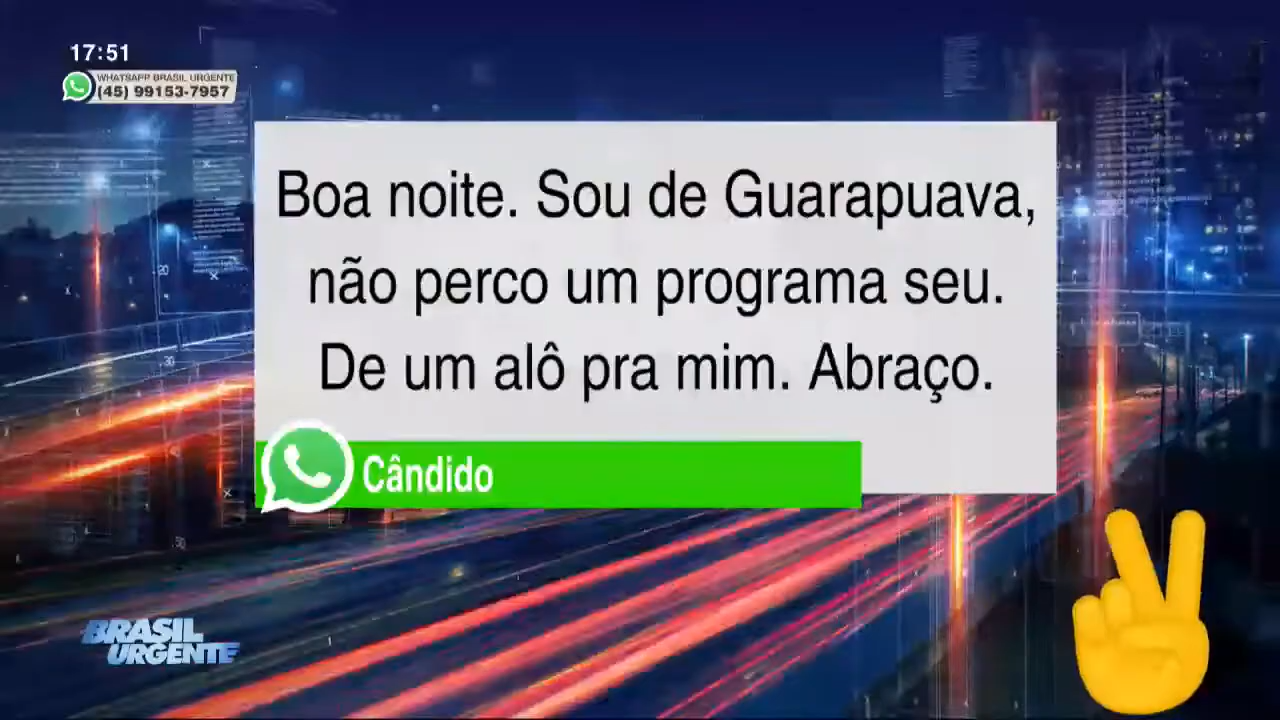 17:51
WHATSAPP BRASIL URGENTE
(45) 99153-7957
Boa noite. Sou de Guarapuava,
não perco um programa seu.
De um alô pra mim. Abraço.
Cândido
BRASIL
URGENTE